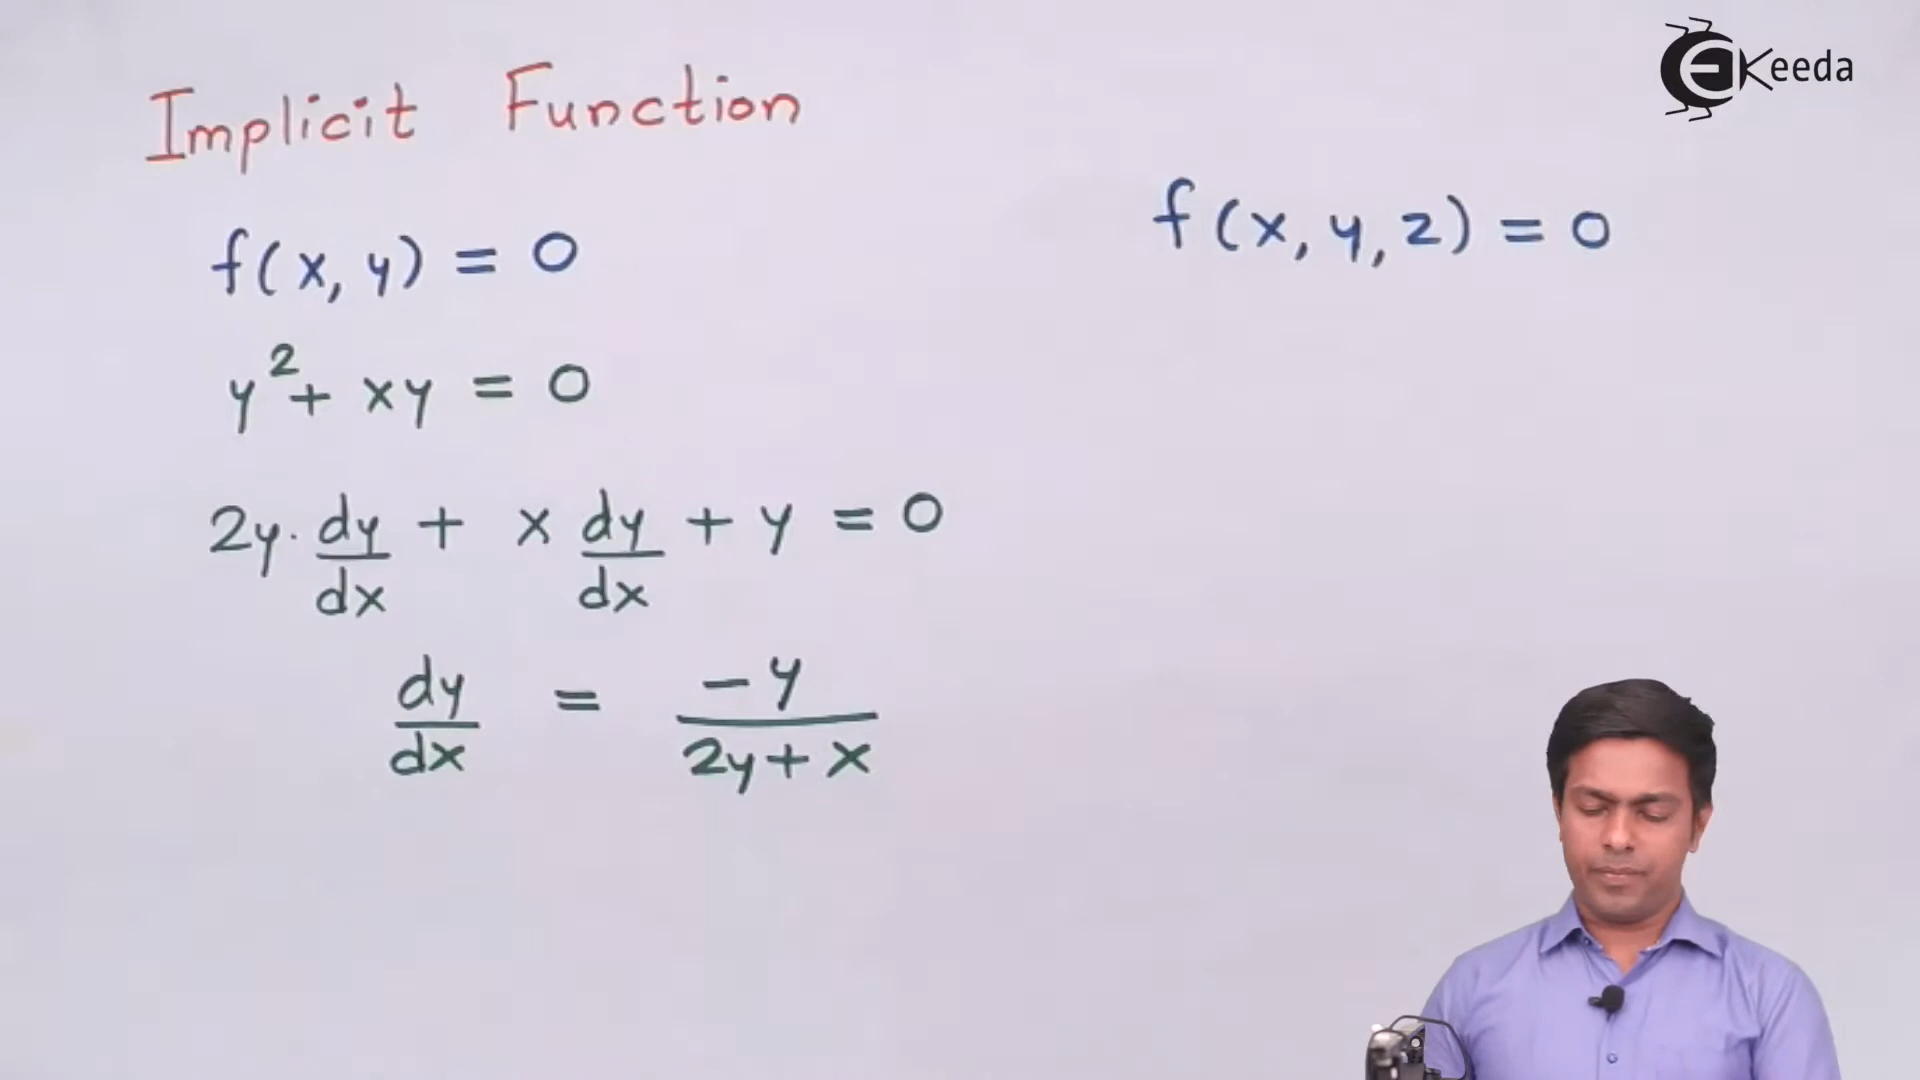 EKeeda
Implicit Function
f(x, y) = 0
f(x, y, z) = 0
y² + xy = 0
2y · dy/dx + x dy/dx + y = 0
dy/dx = -y/(2y + x)